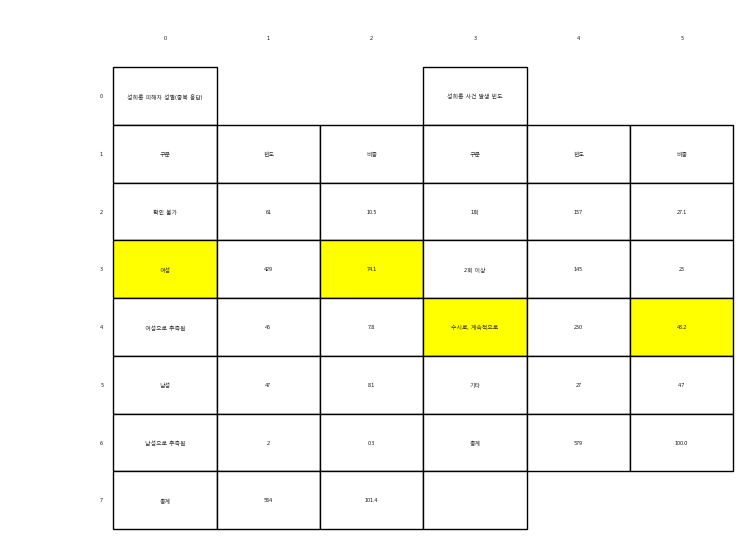 0 1 2 3 4 5
0 성희롱 피해자 성별(중복 응답) 성희롱 사건 발생 빈도
1 구분 빈도 비중 구분 빈도 비중
2 확인 불가 61 10.5 1회 157 27.1
3 여성 429 74.1 2회 이상 145 25
4 여성으로 추측됨 45 7.8 수시로, 계속적으로 250 43.2
5 남성 47 8.1 기타 27 4.7
6 남성으로 추측됨 2 0.3 총계 579 100.0
7 총계 584 101.4